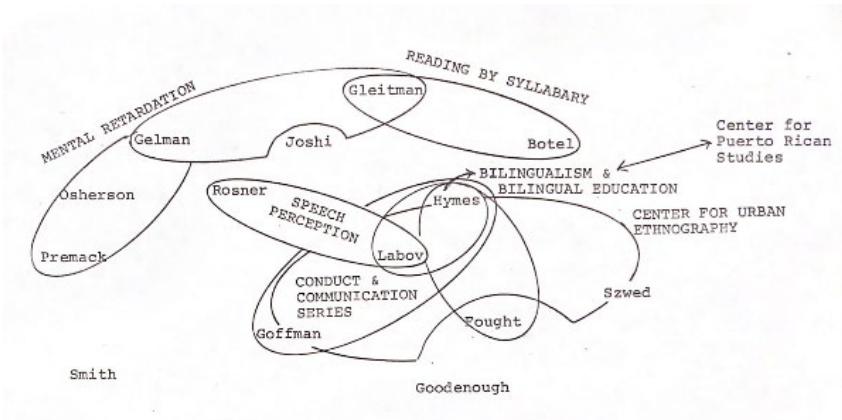 READING BY SYLLABARY
MENTAL RETARDATION
Gleitman
Gelman
Joshi
Botel
Center for
Puerto Rican
Studies
Osherson
Premack
Rosner
SPEECH
PERCEPTION
Hymes
BILINGUALISM &
BILINGUAL EDUCATION
CENTER FOR URBAN
ETHNOGRAPHY
Labov
CONDUCT &
COMMUNICATION
SERIES
Goffman
Fought
Szwed
Smith
Goodenough